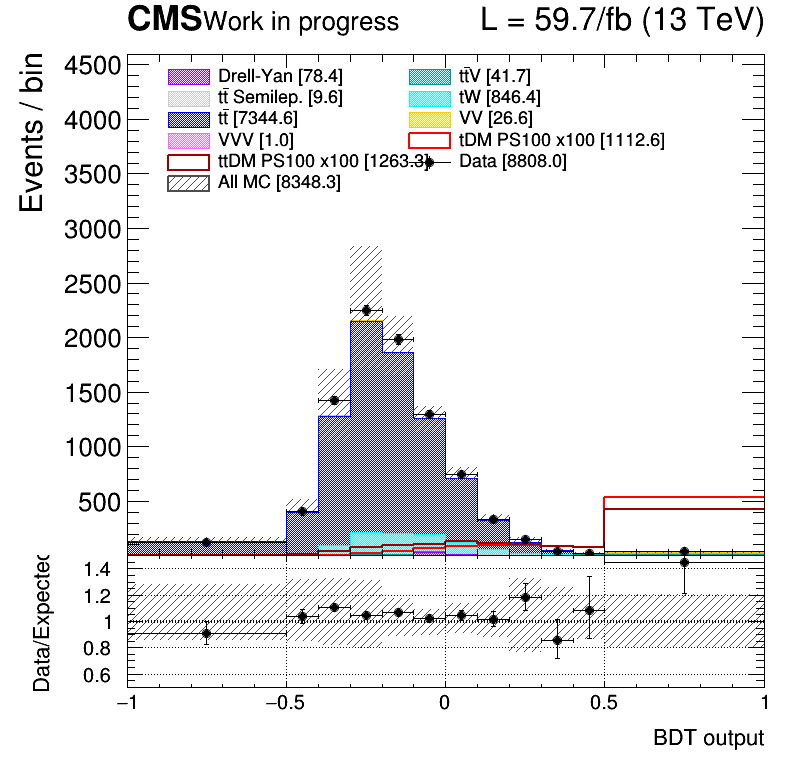 CMS Work in progress L = 59.7/fb (13 TeV)
Events / bin
4500
4000
3500
3000
2500
2000
1500
1000
500
Drell-Yan [78.4]
tt̄V [41.7]
tt̄ Semilep. [9.6]
tW [846.4]
tt̄ [7344.6]
VV [26.6]
VVV [1.0]
tDM PS100 x100 [1112.6]
ttDM PS100 x100 [1263.3]
Data [8808.0]
All MC [8348.3]
Data/Expected
1.4
1.2
1
0.8
0.6
−1 −0.5 0 0.5 1
BDT output